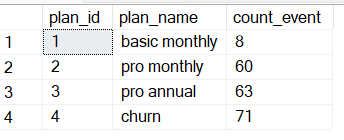 plan_id plan_name count_event
1 1 basic monthly 8
2 2 pro monthly 60
3 3 pro annual 63
4 4 churn 71